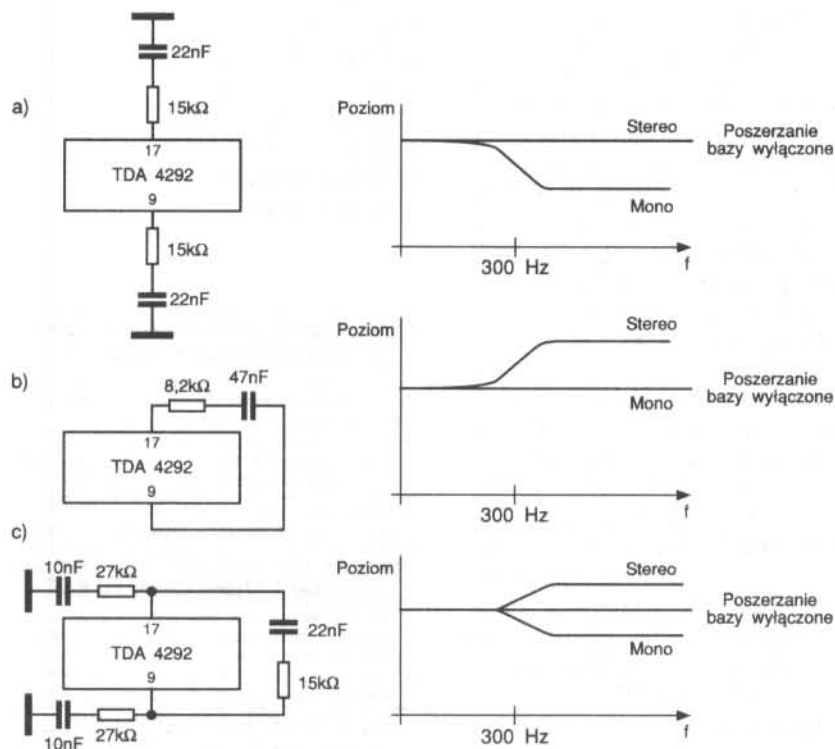 a)
22nF
15kΩ
17
TDA 4292
9
15kΩ
22nF
Poziom
Stereo
Poszerzanie
bazy wyłączone
Mono
300 Hz
f
b)
8,2kΩ
47nF
17
TDA 4292
9
Poziom
Stereo
Poszerzanie
bazy wyłączone
Mono
300 Hz
f
c)
10nF
27kΩ
17
TDA 4292
9
22nF
15kΩ
10nF
27kΩ
Poziom
Stereo
Poszerzanie
bazy wyłączone
Mono
300 Hz
f